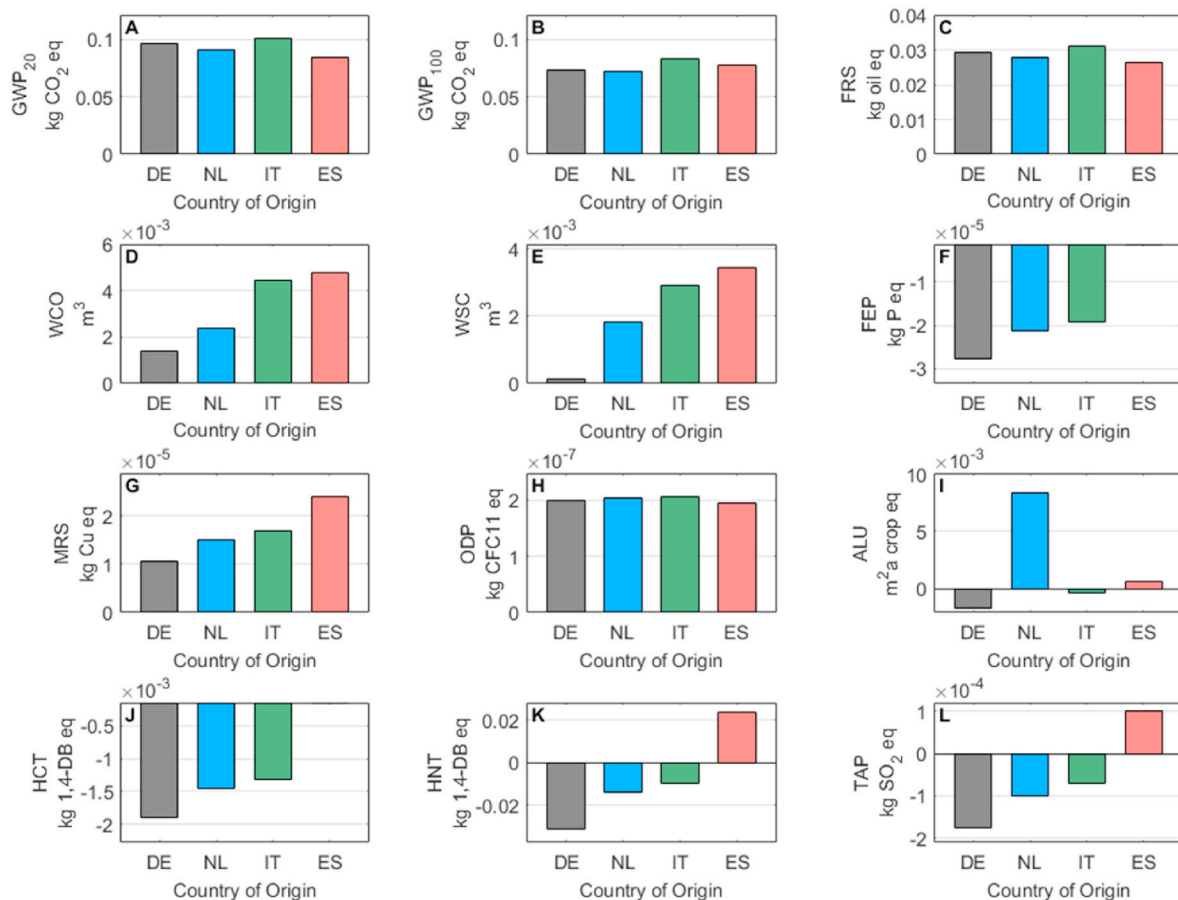 A
GWP20
kg CO2 eq
0.1
0.05
0
DE NL IT ES
Country of Origin
B
GWP100
kg CO2 eq
0.1
0.05
0
DE NL IT ES
Country of Origin
C
FRS
kg oil eq
0.04
0.03
0.02
0.01
0
DE NL IT ES
Country of Origin
D
×10-3
WCO
m3
6
4
2
0
DE NL IT ES
Country of Origin
E
×10-3
WSC
m3
4
2
0
DE NL IT ES
Country of Origin
F
×10-5
FEP
kg P eq
-1
-2
-3
DE NL IT ES
Country of Origin
G
×10-5
MRS
kg Cu eq
2
1
0
DE NL IT ES
Country of Origin
H
×10-7
ODP
kg CFC11 eq
2
1
0
DE NL IT ES
Country of Origin
I
×10-3
ALU
m2a crop eq
10
5
0
DE NL IT ES
Country of Origin
J
×10-3
HCT
kg 1,4-DB eq
-0.5
-1
-1.5
-2
DE NL IT ES
Country of Origin
K
HNT
kg 1,4-DB eq
0.02
0
-0.02
DE NL IT ES
Country of Origin
L
×10-4
TAP
kg SO2 eq
1
0
-1
-2
DE NL IT ES
Country of Origin